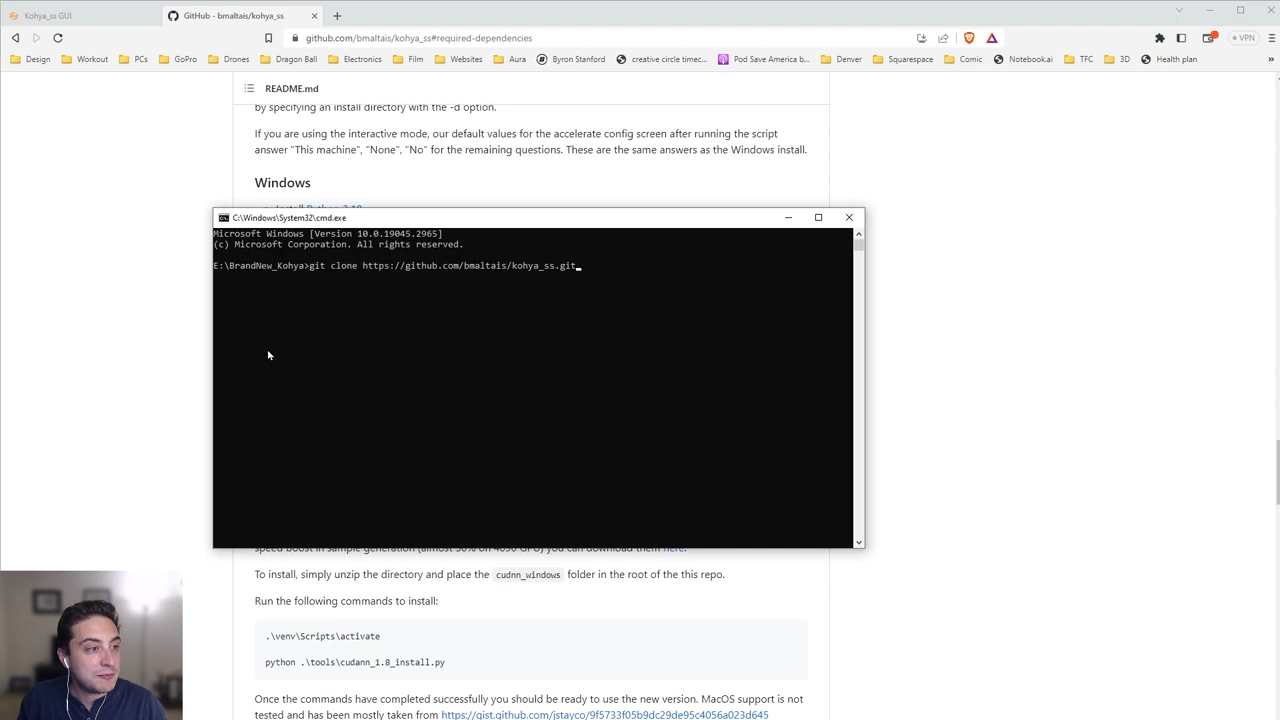 Kohya_ss GUI
GitHub - bmaltais/kohya_ss
github.com/bmaltais/kohya_ss#required-dependencies
VPN
Design Workout PCs GoPro Drones Dragon Ball Electronics Film Websites Aura Byron Stanford creative circle timec... Pod Save America b... Denver Squarespace Comic Notebook.ai TFC 3D Health plan
README.md
by specifying an install directory with the -d option.
If you are using the interactive mode, our default values for the accelerate config screen after running the script
answer "This machine", "None", "No" for the remaining questions. These are the same answers as the Windows install.
Windows
Install Python 3.10
C:\Windows\System32\cmd.exe
Microsoft Windows [Version 10.0.19045.2965]
(c) Microsoft Corporation. All rights reserved.
E:\BrandNew_Kohya>git clone https://github.com/bmaltais/kohya_ss.git
speed boost in sample generation (almost 50% on 4090 GPU) you can download them here.
To install, simply unzip the directory and place the cudnn_windows folder in the root of the this repo.
Run the following commands to install:
.\venv\Scripts\activate
python .\tools\cudann_1.8_install.py
Once the commands have completed successfully you should be ready to use the new version. MacOS support is not
tested and has been mostly taken from https://gist.github.com/jstayco/9f5733f05b9dc29de95c4056a023d645